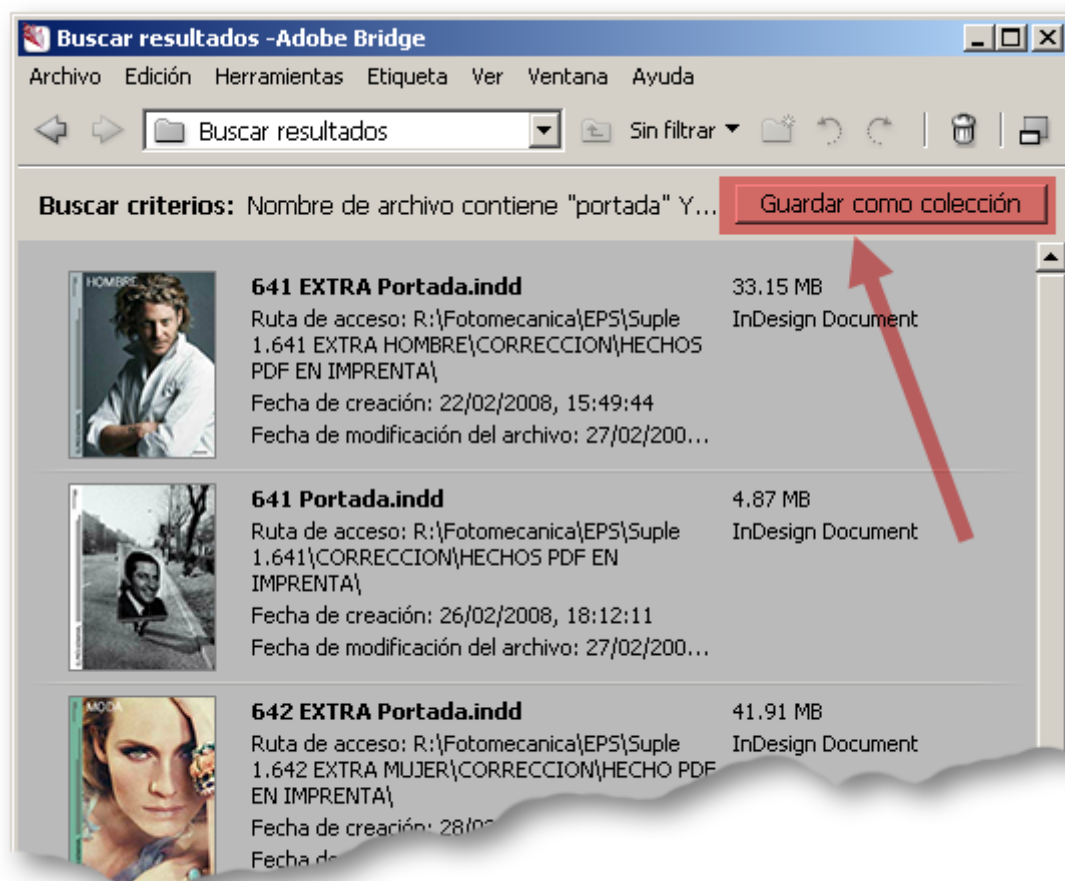 Buscar resultados -Adobe Bridge
Archivo Edición Herramientas Etiqueta Ver Ventana Ayuda
Buscar resultados Sin filtrar
Buscar criterios: Nombre de archivo contiene "portada" Y... Guardar como colección
HOMBRE
641 EXTRA Portada.indd 33.15 MB
Ruta de acceso: R:\Fotomecanica\EPS\Suple InDesign Document
1.641 EXTRA HOMBRE\CORRECCION\HECHOS
PDF EN IMPRENTA\
Fecha de creación: 22/02/2008, 15:49:44
Fecha de modificación del archivo: 27/02/200...
641 Portada.indd 4.87 MB
Ruta de acceso: R:\Fotomecanica\EPS\Suple InDesign Document
1.641\CORRECCION\HECHOS PDF EN
IMPRENTA\
Fecha de creación: 26/02/2008, 18:12:11
Fecha de modificación del archivo: 27/02/200...
MODA
642 EXTRA Portada.indd 41.91 MB
Ruta de acceso: R:\Fotomecanica\EPS\Suple InDesign Document
1.642 EXTRA MUJER\CORRECCION\HECHO PDF
EN IMPRENTA\
Fecha de creación: 28/0
Fecha de